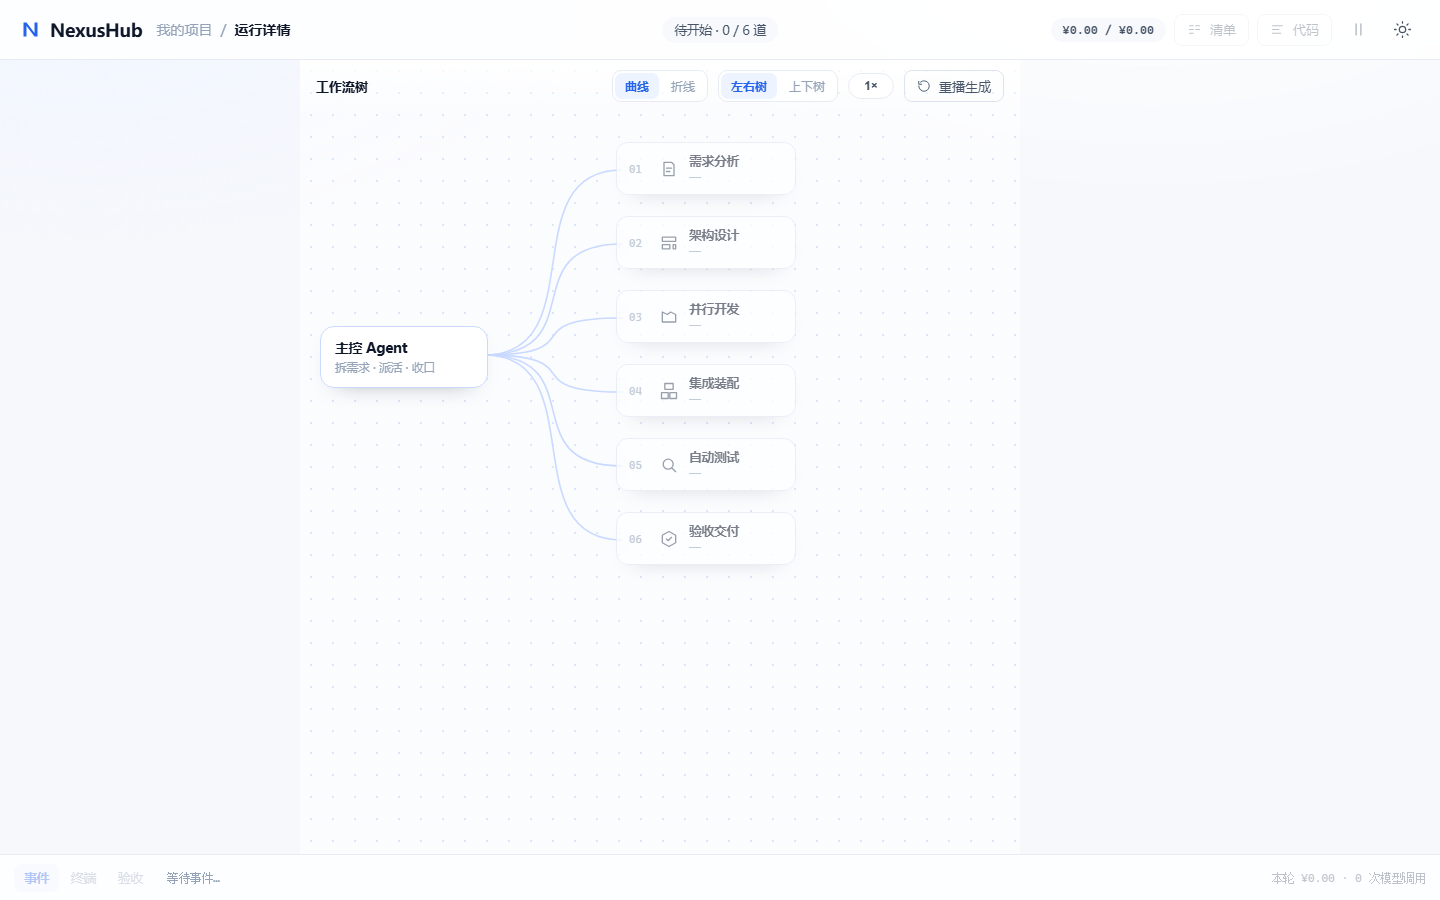 NexusHub 我的项目 / 运行详情
待开始 · 0 / 6 道
¥0.00 / ¥0.00 清单 代码
工作流树
曲线 折线 左右树 上下树 1× 重播生成
01 需求分析
—
02 架构设计
—
03 并行开发
—
主控 Agent
拆需求 · 派活 · 收口
04 集成装配
—
05 自动测试
—
06 验收交付
—
事件 终端 验收 等待事件…
本轮 ¥0.00 · 0 次模型调用